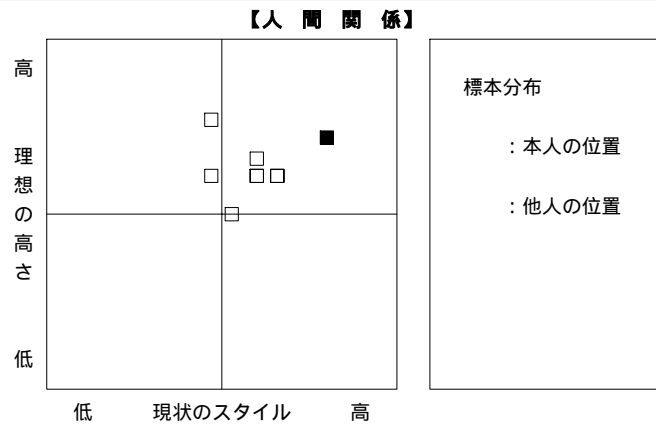 【人 間 関 係】
高
理想の高さ
低
低 現状のスタイル 高
標本分布
：本人の位置
：他人の位置